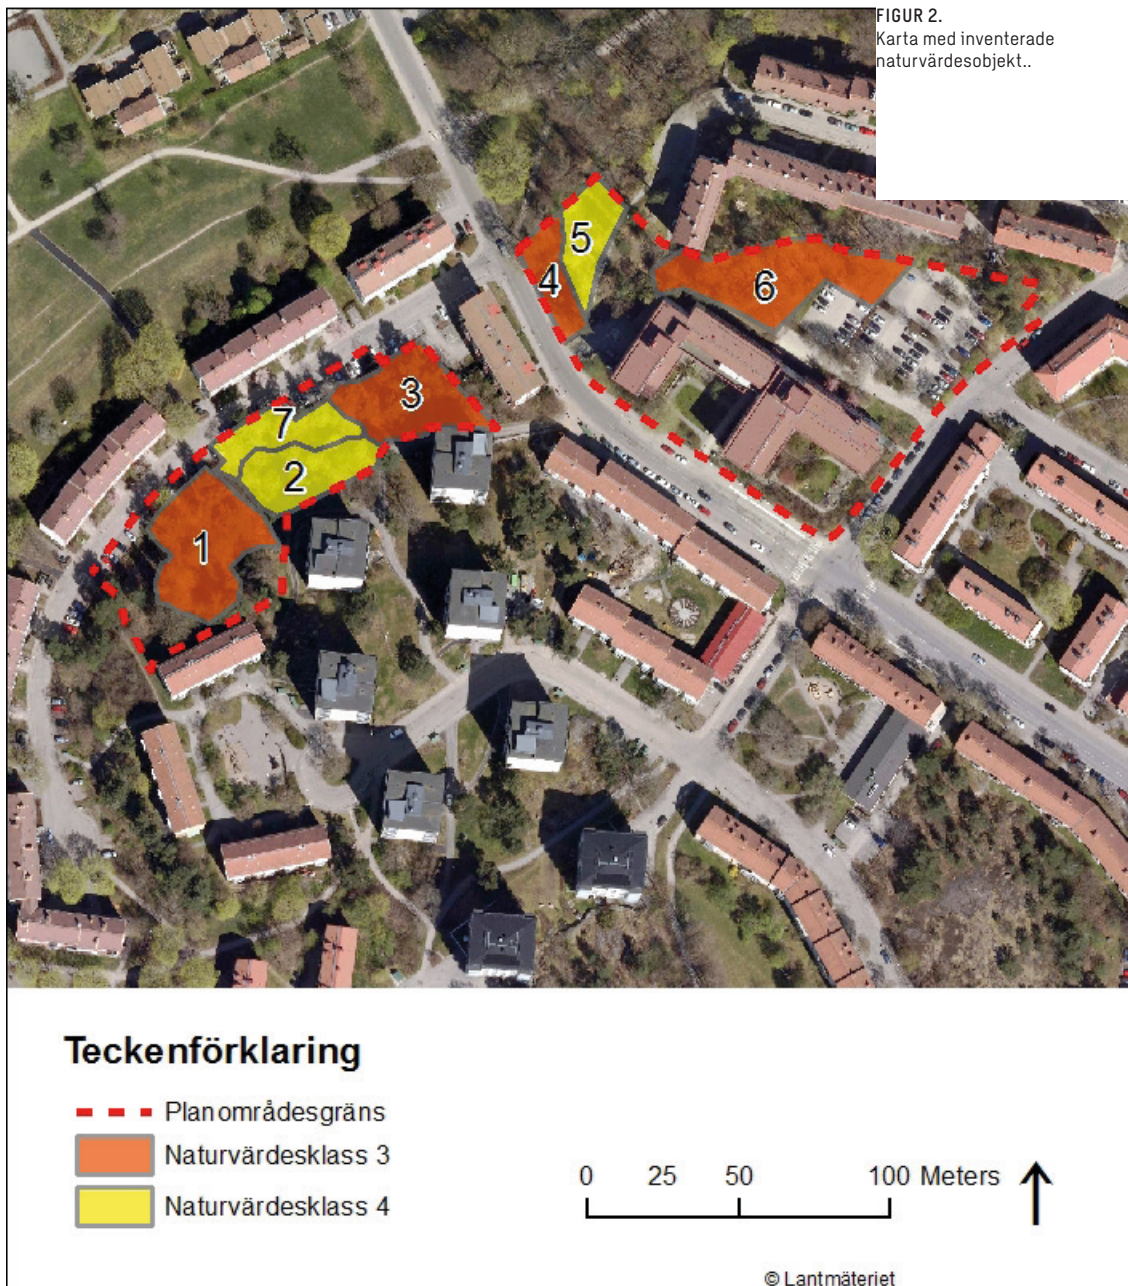 FIGUR 2.
Karta med inventerade
naturvärdesobjekt..
5
4
6
3
7
2
1
Teckenförklaring
Planområdesgräns
Naturvärdesklass 3
Naturvärdesklass 4
0 25 50 100 Meters
© Lantmäteriet